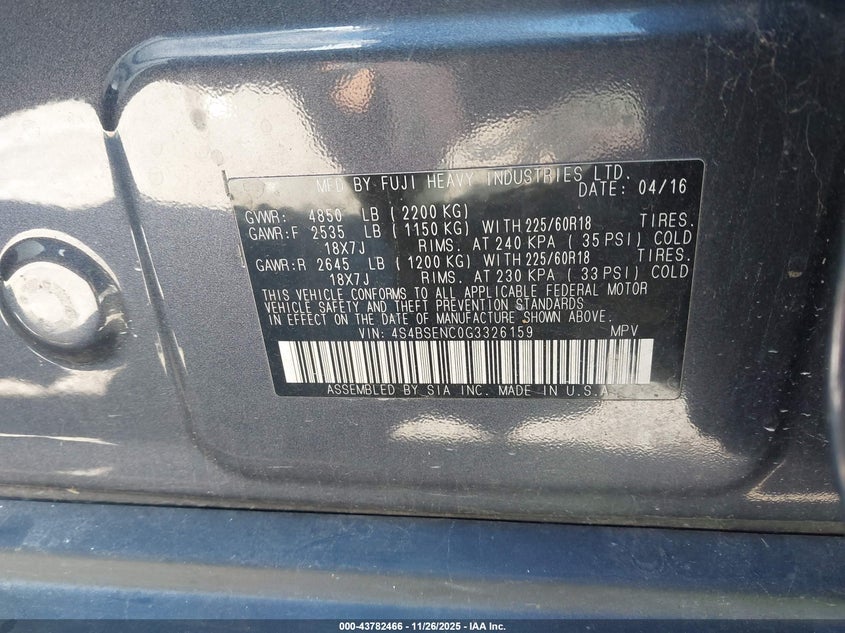 MFD BY FUJI HEAVY INDUSTRIES LTD.
DATE: 04/16
GVWR: 4850 LB ( 2200 KG)
GAWR:F 2535 LB ( 1150 KG) WITH 225/60R18 TIRES.
18X7J RIMS. AT 240 KPA ( 35 PSI) COLD
GAWR:R 2645 LB ( 1200 KG) WITH 225/60R18 TIRES.
18X7J RIMS. AT 230 KPA ( 33 PSI) COLD
THIS VEHICLE CONFORMS TO ALL APPLICABLE FEDERAL MOTOR
VEHICLE SAFETY AND THEFT PREVENTION STANDARDS
IN EFFECT ON THE DATE OF MANUFACTURE SHOWN ABOVE.
VIN: 4S4BSENC0G3326159 MPV
ASSEMBLED BY SIA INC. MADE IN U.S.A
000-43782466 - 11/26/2025 - IAA Inc.